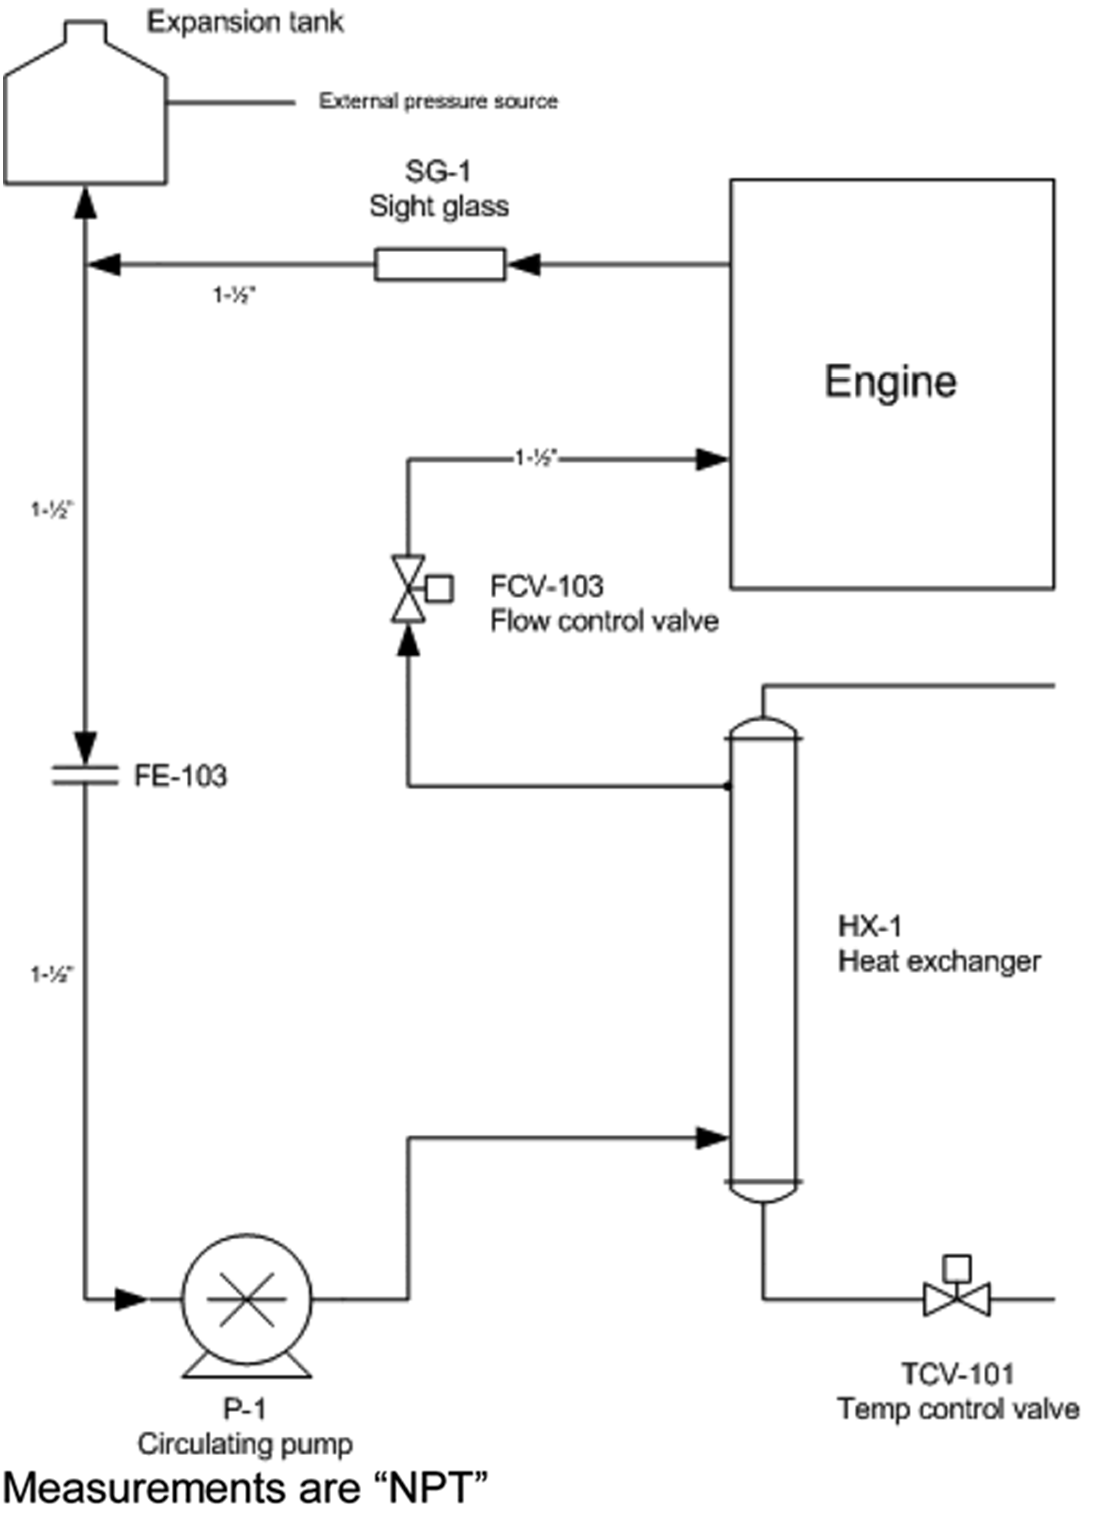 Expansion tank
External pressure source
SG-1
Sight glass
1-½"
Engine
1-½"
1-½"
FCV-103
Flow control valve
FE-103
HX-1
Heat exchanger
1-½"
TCV-101
Temp control valve
P-1
Circulating pump
Measurements are “NPT”